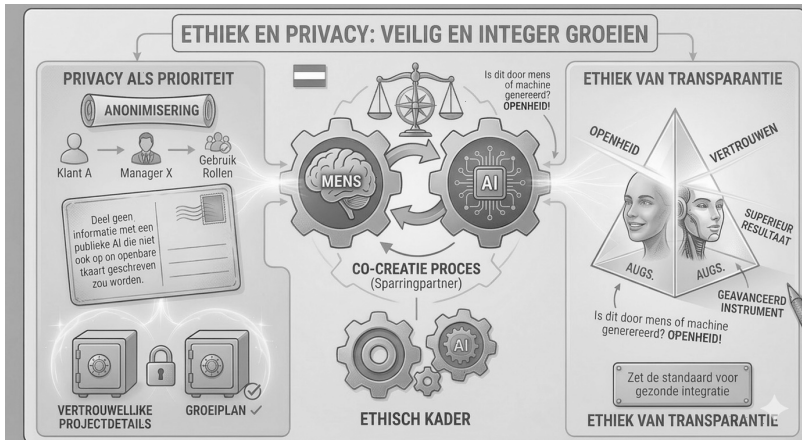 ETHIEK EN PRIVACY: VEILIG EN INTEGER GROEIEN
PRIVACY ALS PRIORITEIT
ANONIMISERING
Klant A
Manager X
Gebruik
Rollen
Deel geen
informatie met een
publieke AI die niet
ook op on openbare
tkaart geschreven
zou worden.
VERTROUWELIJKE
PROJECTDETAILS
GROEIPLAN
Is dit door mens
of machine
genereerd?
OPENHEID!
MENS
AI
CO-CREATIE PROCES
(Sparringpartner)
AI
ETHISCH KADER
ETHIEK VAN TRANSPARANTIE
OPENHEID
VERTROUWEN
SUPERIEUR
RESULTAAT
AUGS.
AUGS.
GEAVANCEERD
INSTRUMENT
Is dit door mens of machine
generereerd? OPENHEID!
Zet de standaard voor
gezonde integratie
ETHIEK VAN TRANSPARANTIE